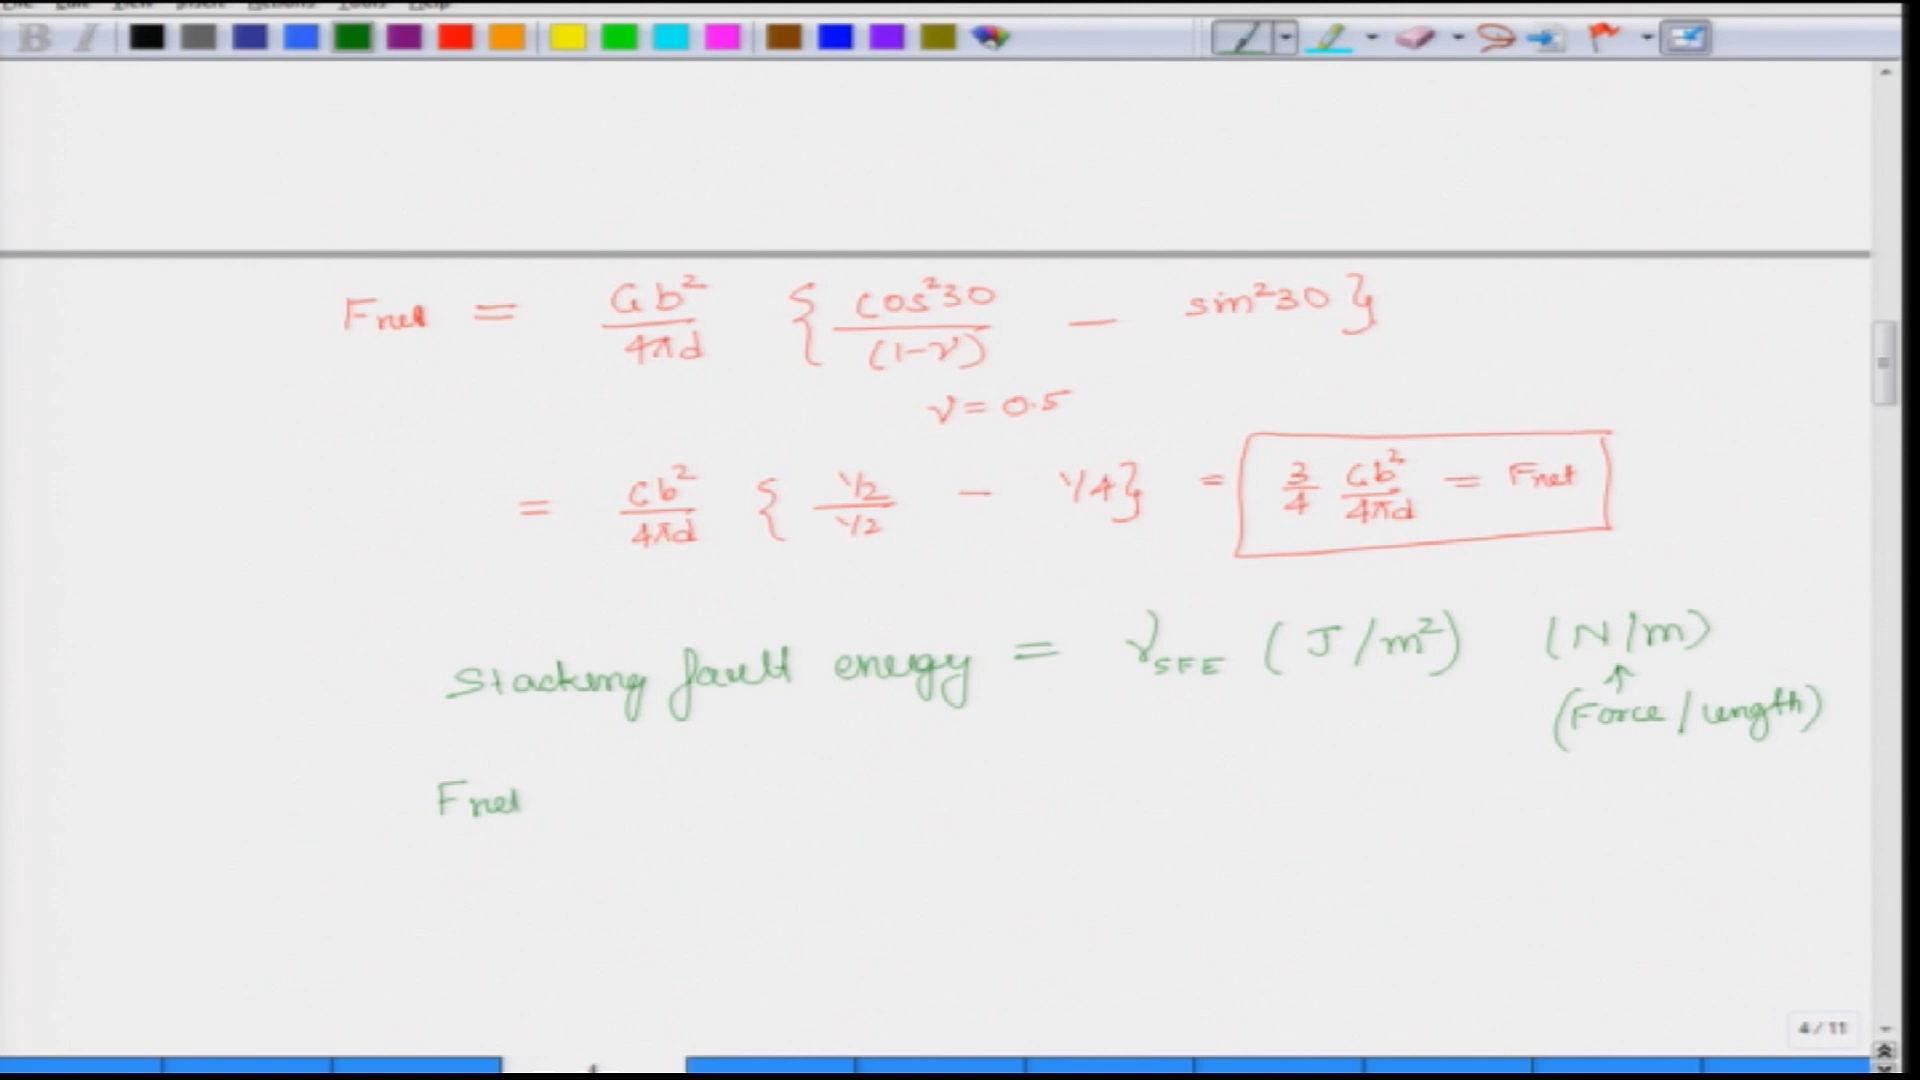 B I
Fnet = Gb² / 4πd { cos²30 / (1-ν) - sin²30 }
ν = 0.5
= Gb² / 4πd { 1/2 / 1/2 - 1/4 } = 3/4 Gb² / 4πd = Fnet
Stacking fault energy = γSFE ( J/m² ) (N/m)
↑
(Force / length)
Fnet
4 / 11